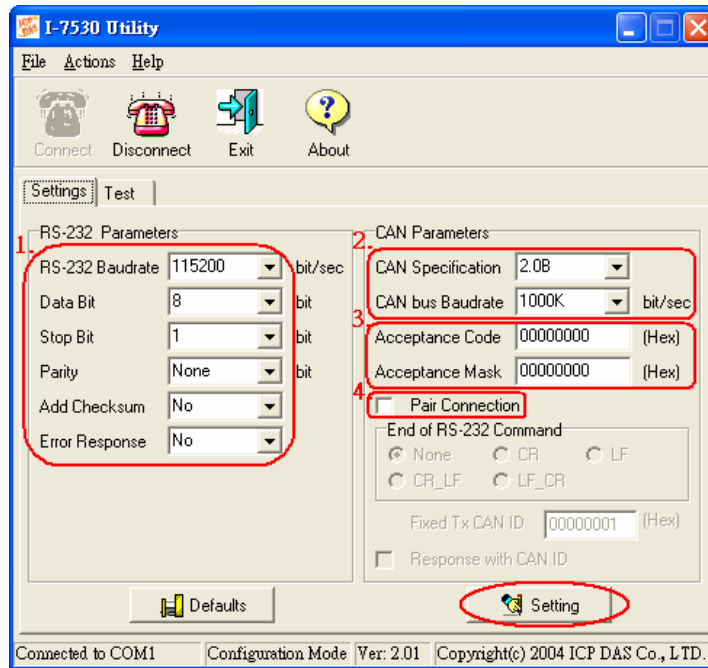 ICP DAS I-7530 Utility
File Actions Help
Connect Disconnect Exit About
Settings Test
1. RS-232 Parameters
RS-232 Baudrate 115200 bit/sec
Data Bit 8 bit
Stop Bit 1 bit
Parity None bit
Add Checksum No
Error Response No
2. CAN Parameters
CAN Specification 2.0B
CAN bus Baudrate 1000K bit/sec
3. Acceptance Code 00000000 (Hex)
Acceptance Mask 00000000 (Hex)
4. Pair Connection
End of RS-232 Command
None CR LF
CR_LF LF_CR
Fixed Tx CAN ID 00000001 (Hex)
Response with CAN ID
Defaults Setting
Connected to COM1 Configuration Mode Ver: 2.01 Copyright(c) 2004 ICP DAS Co., LTD.